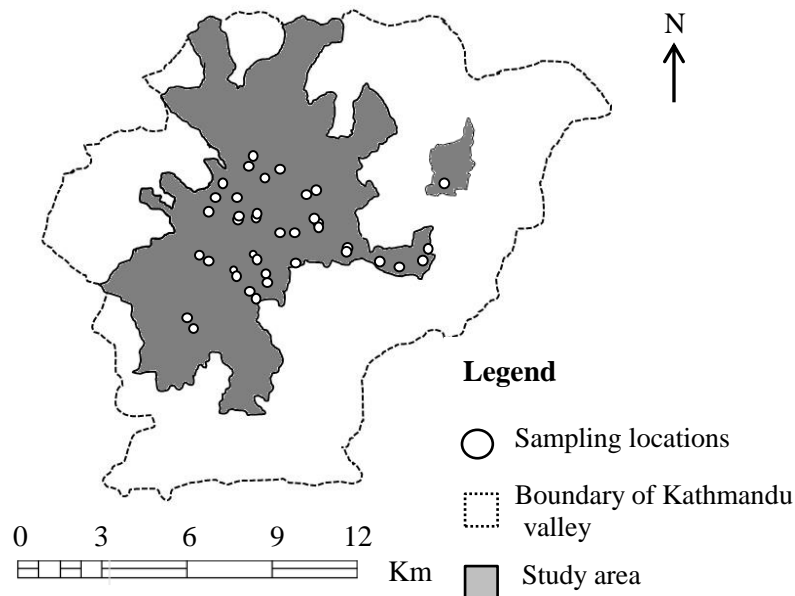 N
Legend
Sampling locations
Boundary of Kathmandu
valley
Study area
0 3 6 9 12
Km